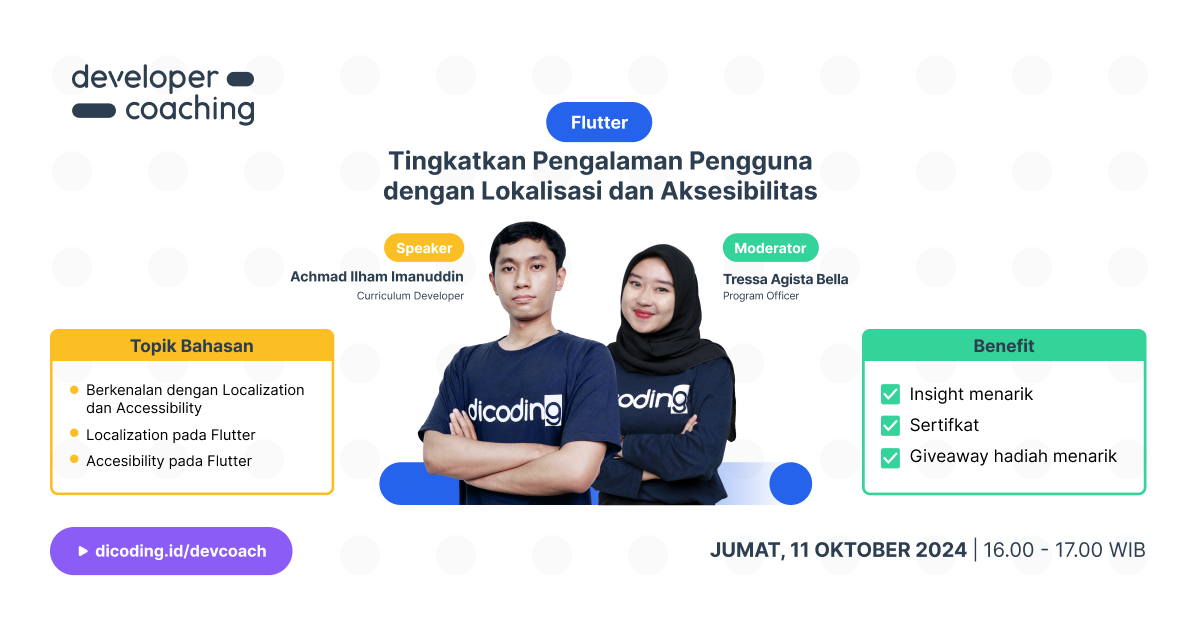 developer
coaching
Flutter
Tingkatkan Pengalaman Pengguna
dengan Lokalisasi dan Aksesibilitas
Speaker
Achmad Ilham Imanuddin
Curriculum Developer
Moderator
Tressa Agista Bella
Program Officer
Topik Bahasan
Berkenalan dengan Localization
dan Accessibility
Localization pada Flutter
Accesibility pada Flutter
dicoding
dicoding
Benefit
Insight menarik
Sertifkat
Giveaway hadiah menarik
dicoding.id/devcoach
JUMAT, 11 OKTOBER 2024 | 16.00 - 17.00 WIB